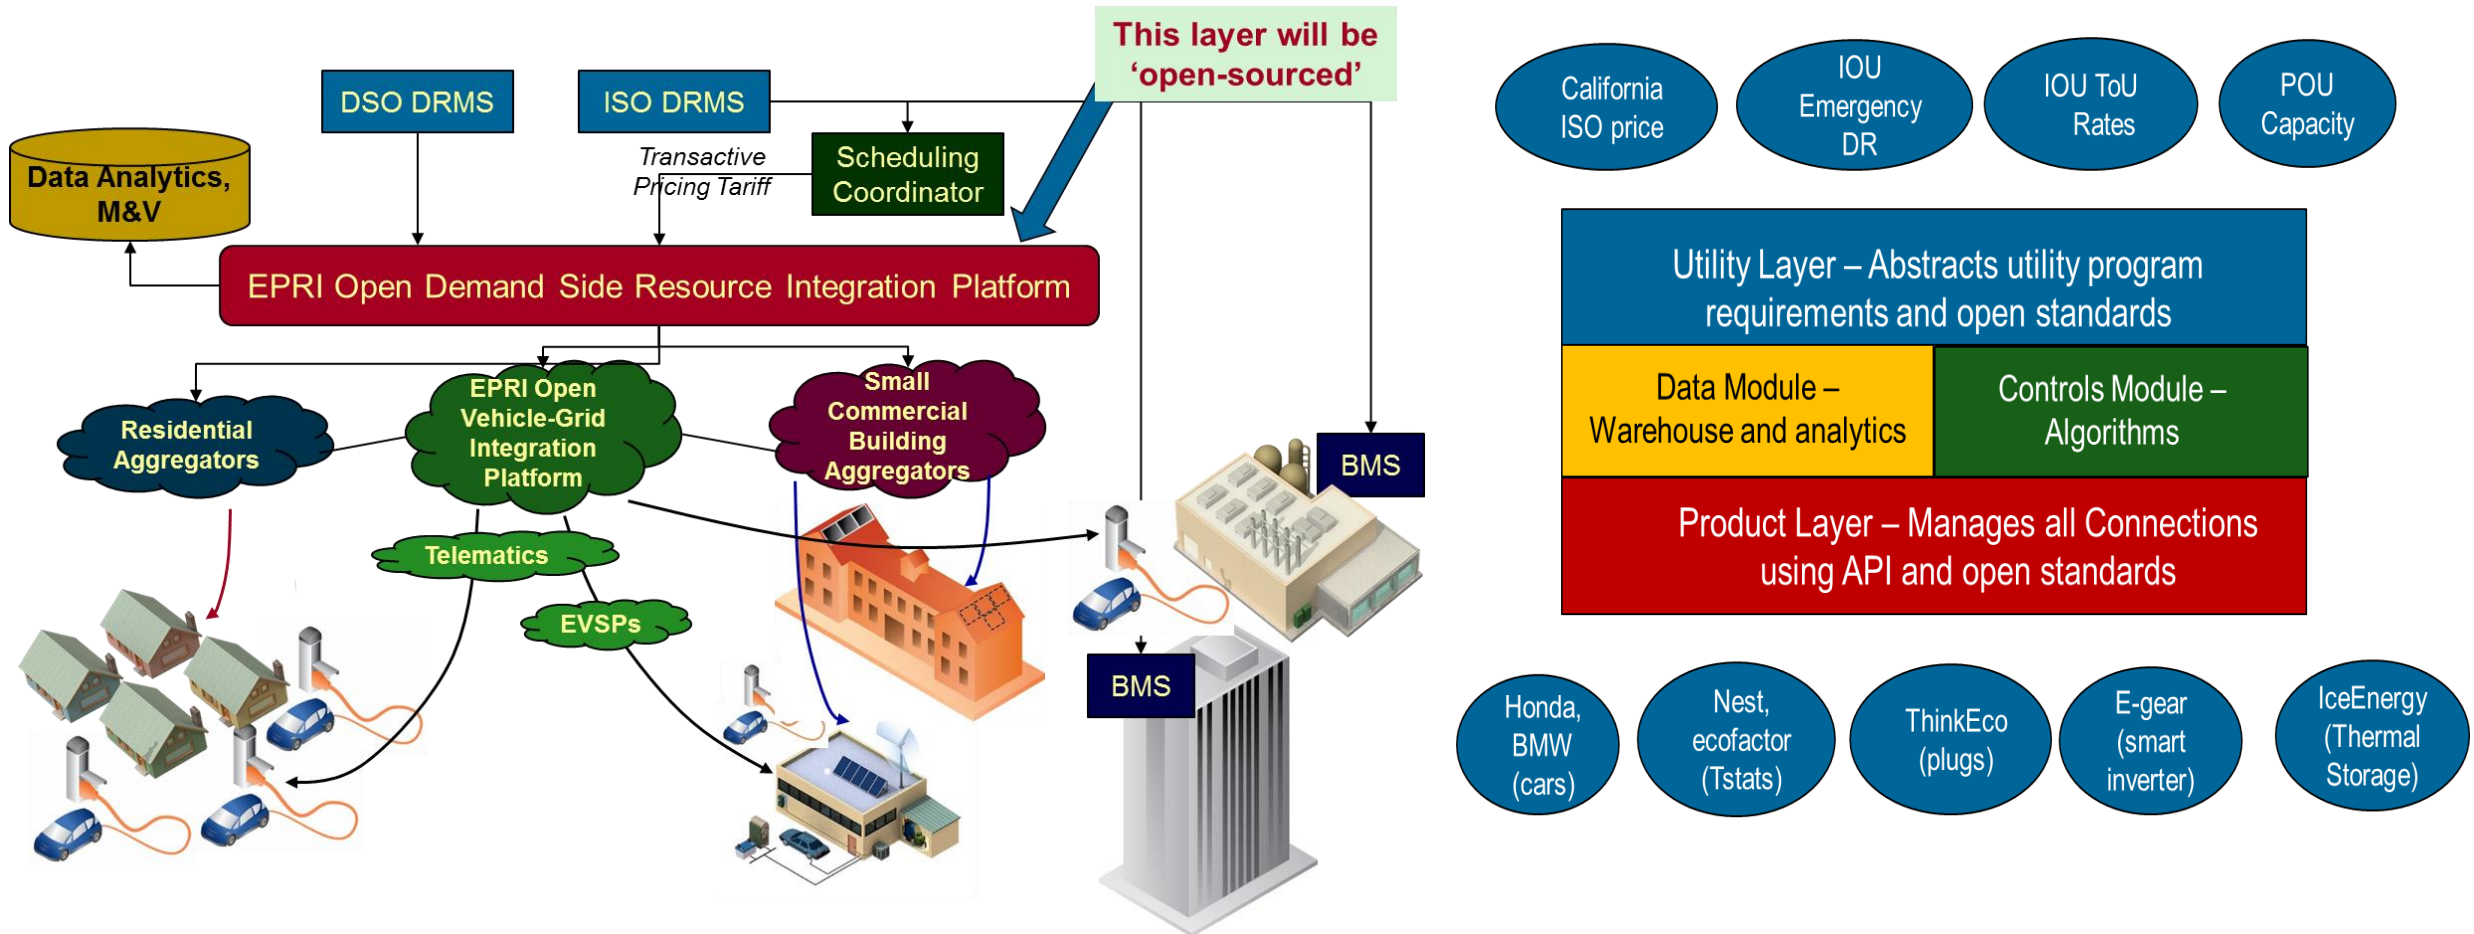 This layer will be
‘open-sourced’
DSO DRMS
ISO DRMS
Data Analytics,
M&V
Transactive
Pricing Tariff
Scheduling
Coordinator
EPRI Open Demand Side Resource Integration Platform
Residential
Aggregators
EPRI Open
Vehicle-Grid
Integration
Platform
Small
Commercial
Building
Aggregators
Telematics
EVSPs
BMS
BMS
California
ISO price
IOU
Emergency
DR
IOU ToU
Rates
POU
Capacity
Utility Layer – Abstracts utility program
requirements and open standards
Data Module –
Warehouse and analytics
Controls Module –
Algorithms
Product Layer – Manages all Connections
using API and open standards
Honda,
BMW
(cars)
Nest,
ecofactor
(Tstats)
ThinkEco
(plugs)
E-gear
(smart
inverter)
IceEnergy
(Thermal
Storage)